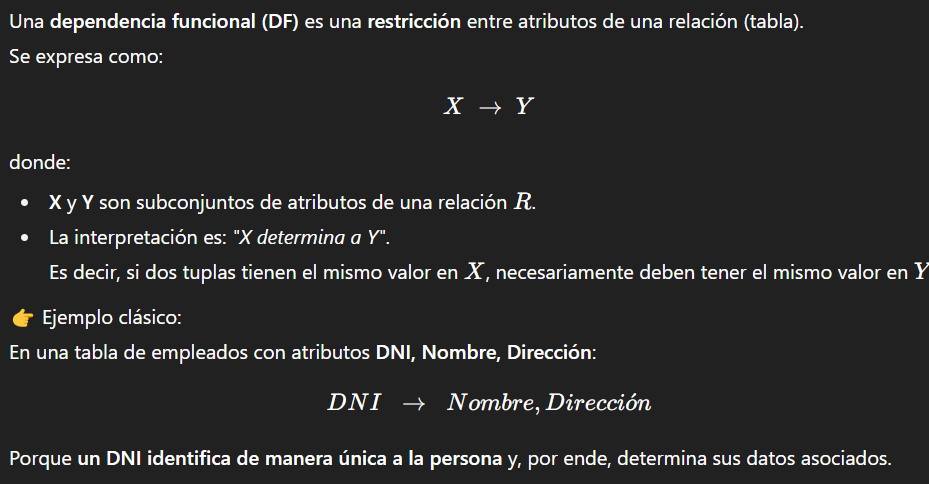 Una dependencia funcional (DF) es una restricción entre atributos de una relación (tabla).
Se expresa como:
X → Y
donde:
• X y Y son subconjuntos de atributos de una relación R.
• La interpretación es: "X determina a Y".
Es decir, si dos tuplas tienen el mismo valor en X, necesariamente deben tener el mismo valor en Y
👉 Ejemplo clásico:
En una tabla de empleados con atributos DNI, Nombre, Dirección:
DNI → Nombre, Dirección
Porque un DNI identifica de manera única a la persona y, por ende, determina sus datos asociados.